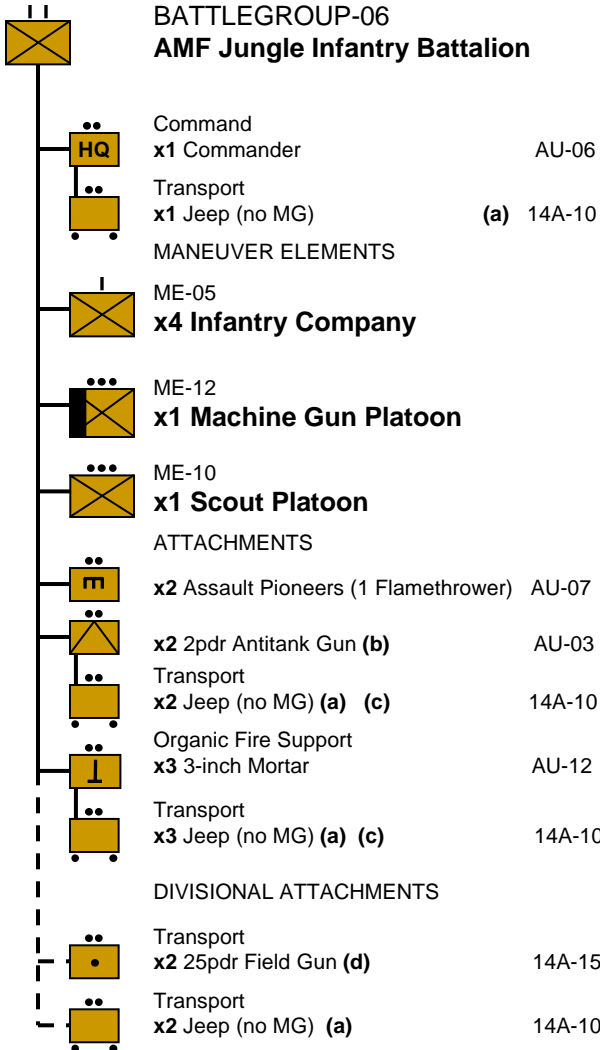 BATTLEGROUP-06
AMF Jungle Infantry Battalion
Command
HQ x1 Commander AU-06
Transport
x1 Jeep (no MG) (a) 14A-10
MANEUVER ELEMENTS
ME-05
x4 Infantry Company
ME-12
x1 Machine Gun Platoon
ME-10
x1 Scout Platoon
ATTACHMENTS
x2 Assault Pioneers (1 Flamethrower) AU-07
x2 2pdr Antitank Gun (b) AU-03
Transport
x2 Jeep (no MG) (a) (c) 14A-10
Organic Fire Support
x3 3-inch Mortar AU-12
Transport
x3 Jeep (no MG) (a) (c) 14A-10
DIVISIONAL ATTACHMENTS
Transport
x2 25pdr Field Gun (d) 14A-15
Transport
x2 Jeep (no MG) (a) 14A-10